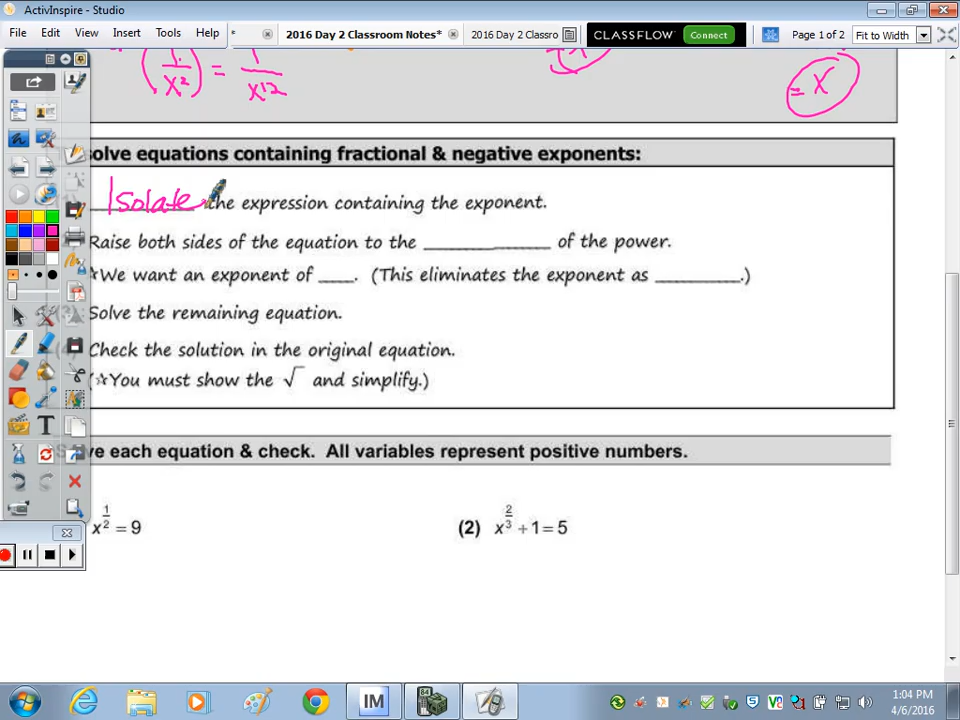 ActivInspire - Studio
File Edit View Insert Tools Help * 2016 Day 2 Classroom Notes* 2016 Day 2 Classro CLASSFLOW Connect Page 1 of 2 Fit to Width
(1/x²) = 1/x¹²
= x
solve equations containing fractional & negative exponents:
Isolate the expression containing the exponent.
Raise both sides of the equation to the ____________ of the power.
☆We want an exponent of ____. (This eliminates the exponent as _________.)
(3) Solve the remaining equation.
Check the solution in the original equation.
(☆You must show the √ and simplify.)
Solve each equation & check. All variables represent positive numbers.
x^(1/2) = 9 (2) x^(2/3) + 1 = 5
IM 84
1:04 PM
4/6/2016